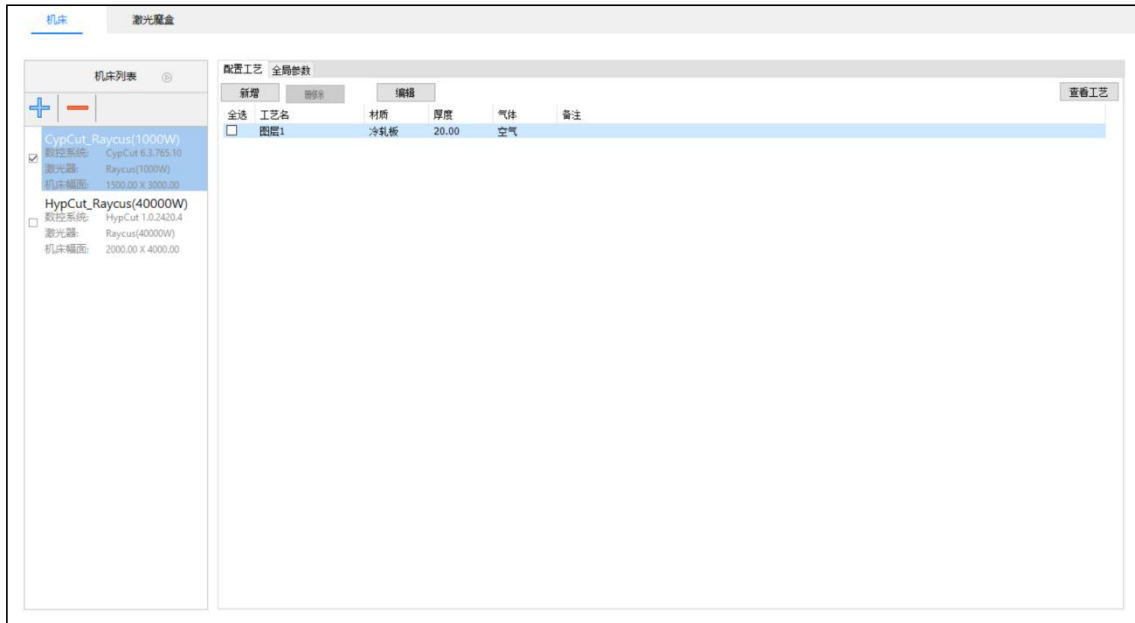 机床 激光魔盒
机床列表
CypCut_Raycus(1000W)
数控系统: CypCut 6.3.765.10
激光器: Raycus(1000W)
机床幅面: 1500.00 X 3000.00
HypCut_Raycus(40000W)
数控系统: HypCut 1.0.2420.4
激光器: Raycus(40000W)
机床幅面: 2000.00 X 4000.00
配置工艺 全局参数
新增 删除 编辑 查看工艺
全选 工艺名 材质 厚度 气体 备注
图层1 冷轧板 20.00 空气